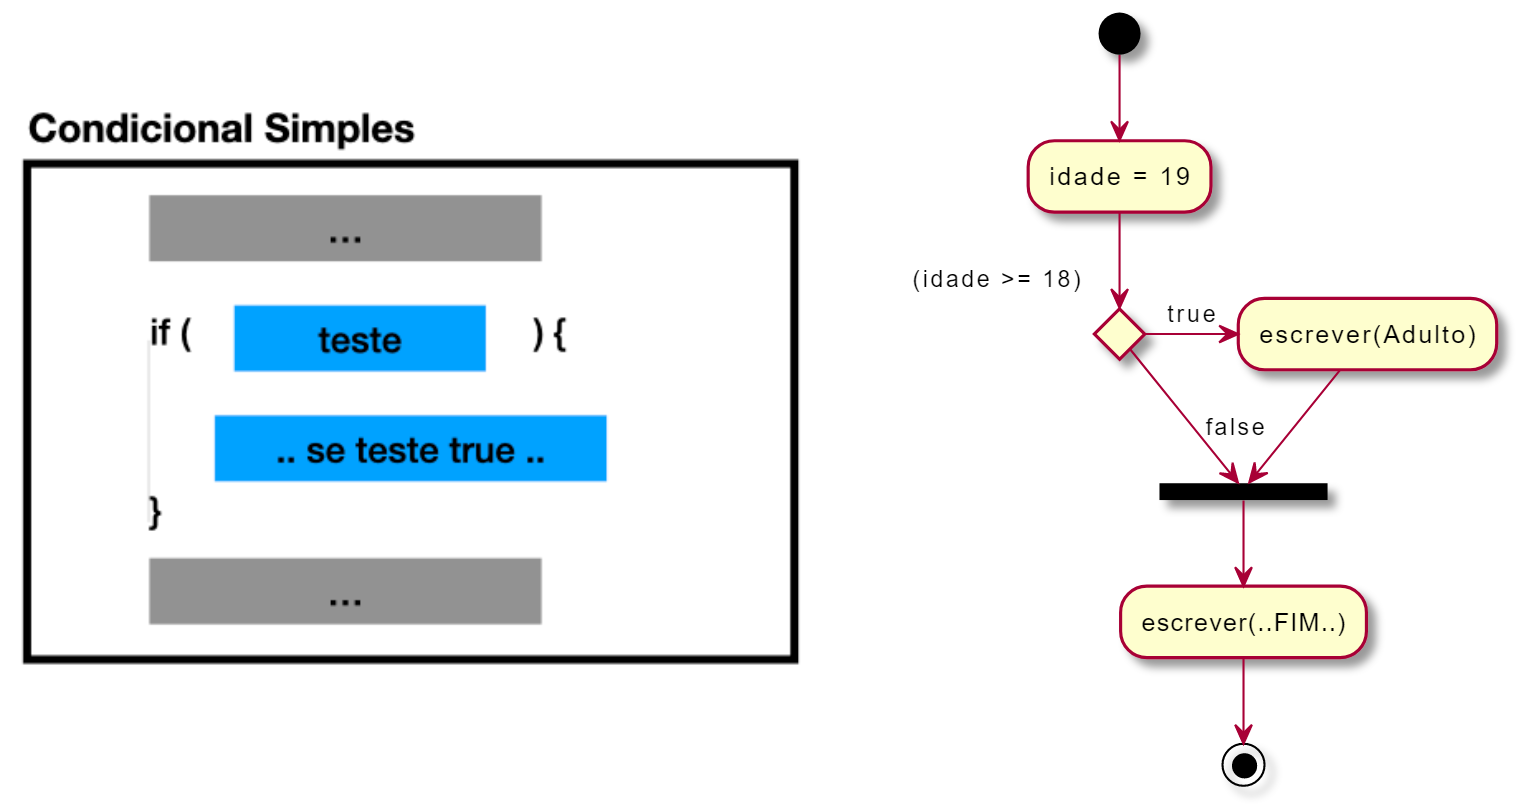 Condicional Simples
...
if ( teste ) {
.. se teste true ..
}
...
idade = 19
(idade >= 18)
true
escrever(Adulto)
false
escrever(..FIM..)